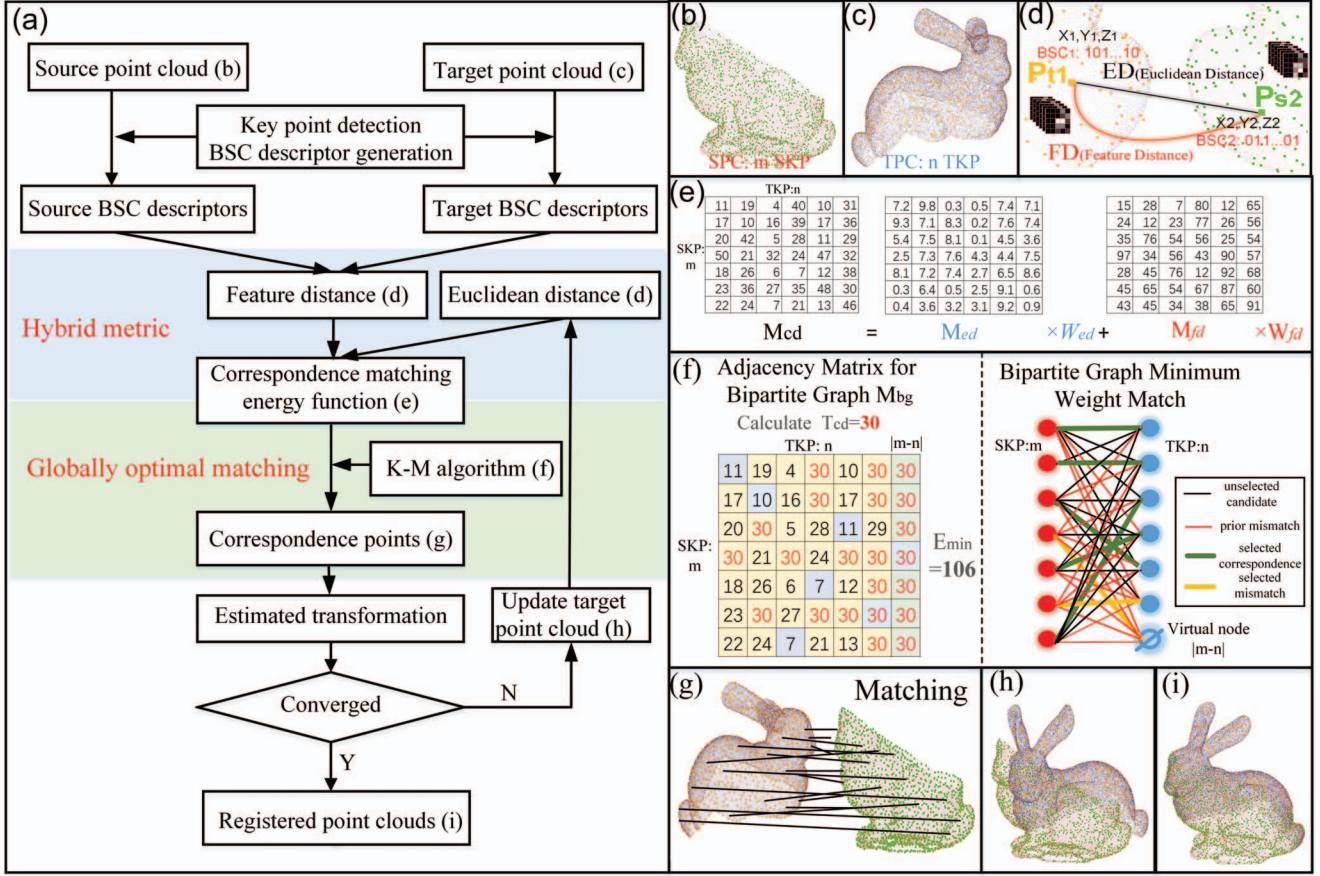 (a)
Source point cloud (b)
Target point cloud (c)
Key point detection
BSC descriptor generation
Source BSC descriptors
Target BSC descriptors
Hybrid metric
Feature distance (d)
Euclidean distance (d)
Correspondence matching
energy function (e)
Globally optimal matching
K-M algorithm (f)
Correspondence points (g)
Estimated transformation
Update target
point cloud (h)
Converged
N
Y
Registered point clouds (i)
(b)
SPC: m SKP
(c)
TPC: n TKP
(d)
X1,Y1,Z1
BSC1: 101...10
Pt1
ED(Euclidean Distance)
Ps2
X2,Y2,Z2
BSC2 :011...01
FD(Feature Distance)
(e)
TKP:n
SKP:
m
11 19 4 40 10 31
17 10 16 39 17 36
20 42 5 28 11 29
50 21 32 24 47 32
18 26 6 7 12 38
23 36 27 35 48 30
22 24 7 21 13 46
7.2 9.8 0.3 0.5 7.4 7.1
9.3 7.1 8.3 0.2 7.6 7.4
5.4 7.5 8.1 0.1 4.5 3.6
2.5 7.3 7.6 4.3 4.4 7.5
8.1 7.2 7.4 2.7 6.5 8.6
0.3 6.4 0.5 2.5 9.1 0.6
0.4 3.6 3.2 3.1 9.2 0.9
15 28 7 80 12 65
24 12 23 77 26 56
35 76 54 56 25 54
97 34 56 43 90 57
28 45 76 12 92 68
45 65 54 67 87 60
43 45 34 38 65 91
Mcd = Med ×Wed+ Mfd ×Wfd
(f)
Adjacency Matrix for
Bipartite Graph Mbg
Calculate Tcd=30
TKP: n |m-n|
SKP:
m
11 19 4 30 10 30 30
17 10 16 30 17 30 30
20 30 5 28 11 29 30
30 21 30 24 30 30 30
18 26 6 7 12 30 30
23 30 27 30 30 30 30
22 24 7 21 13 30 30
Emin
=106
Bipartite Graph Minimum
Weight Match
SKP:m
TKP:n
unselected
candidate
prior mismatch
selected
correspondence
selected
mismatch
Virtual node
|m-n|
(g)
Matching
(h)
(i)